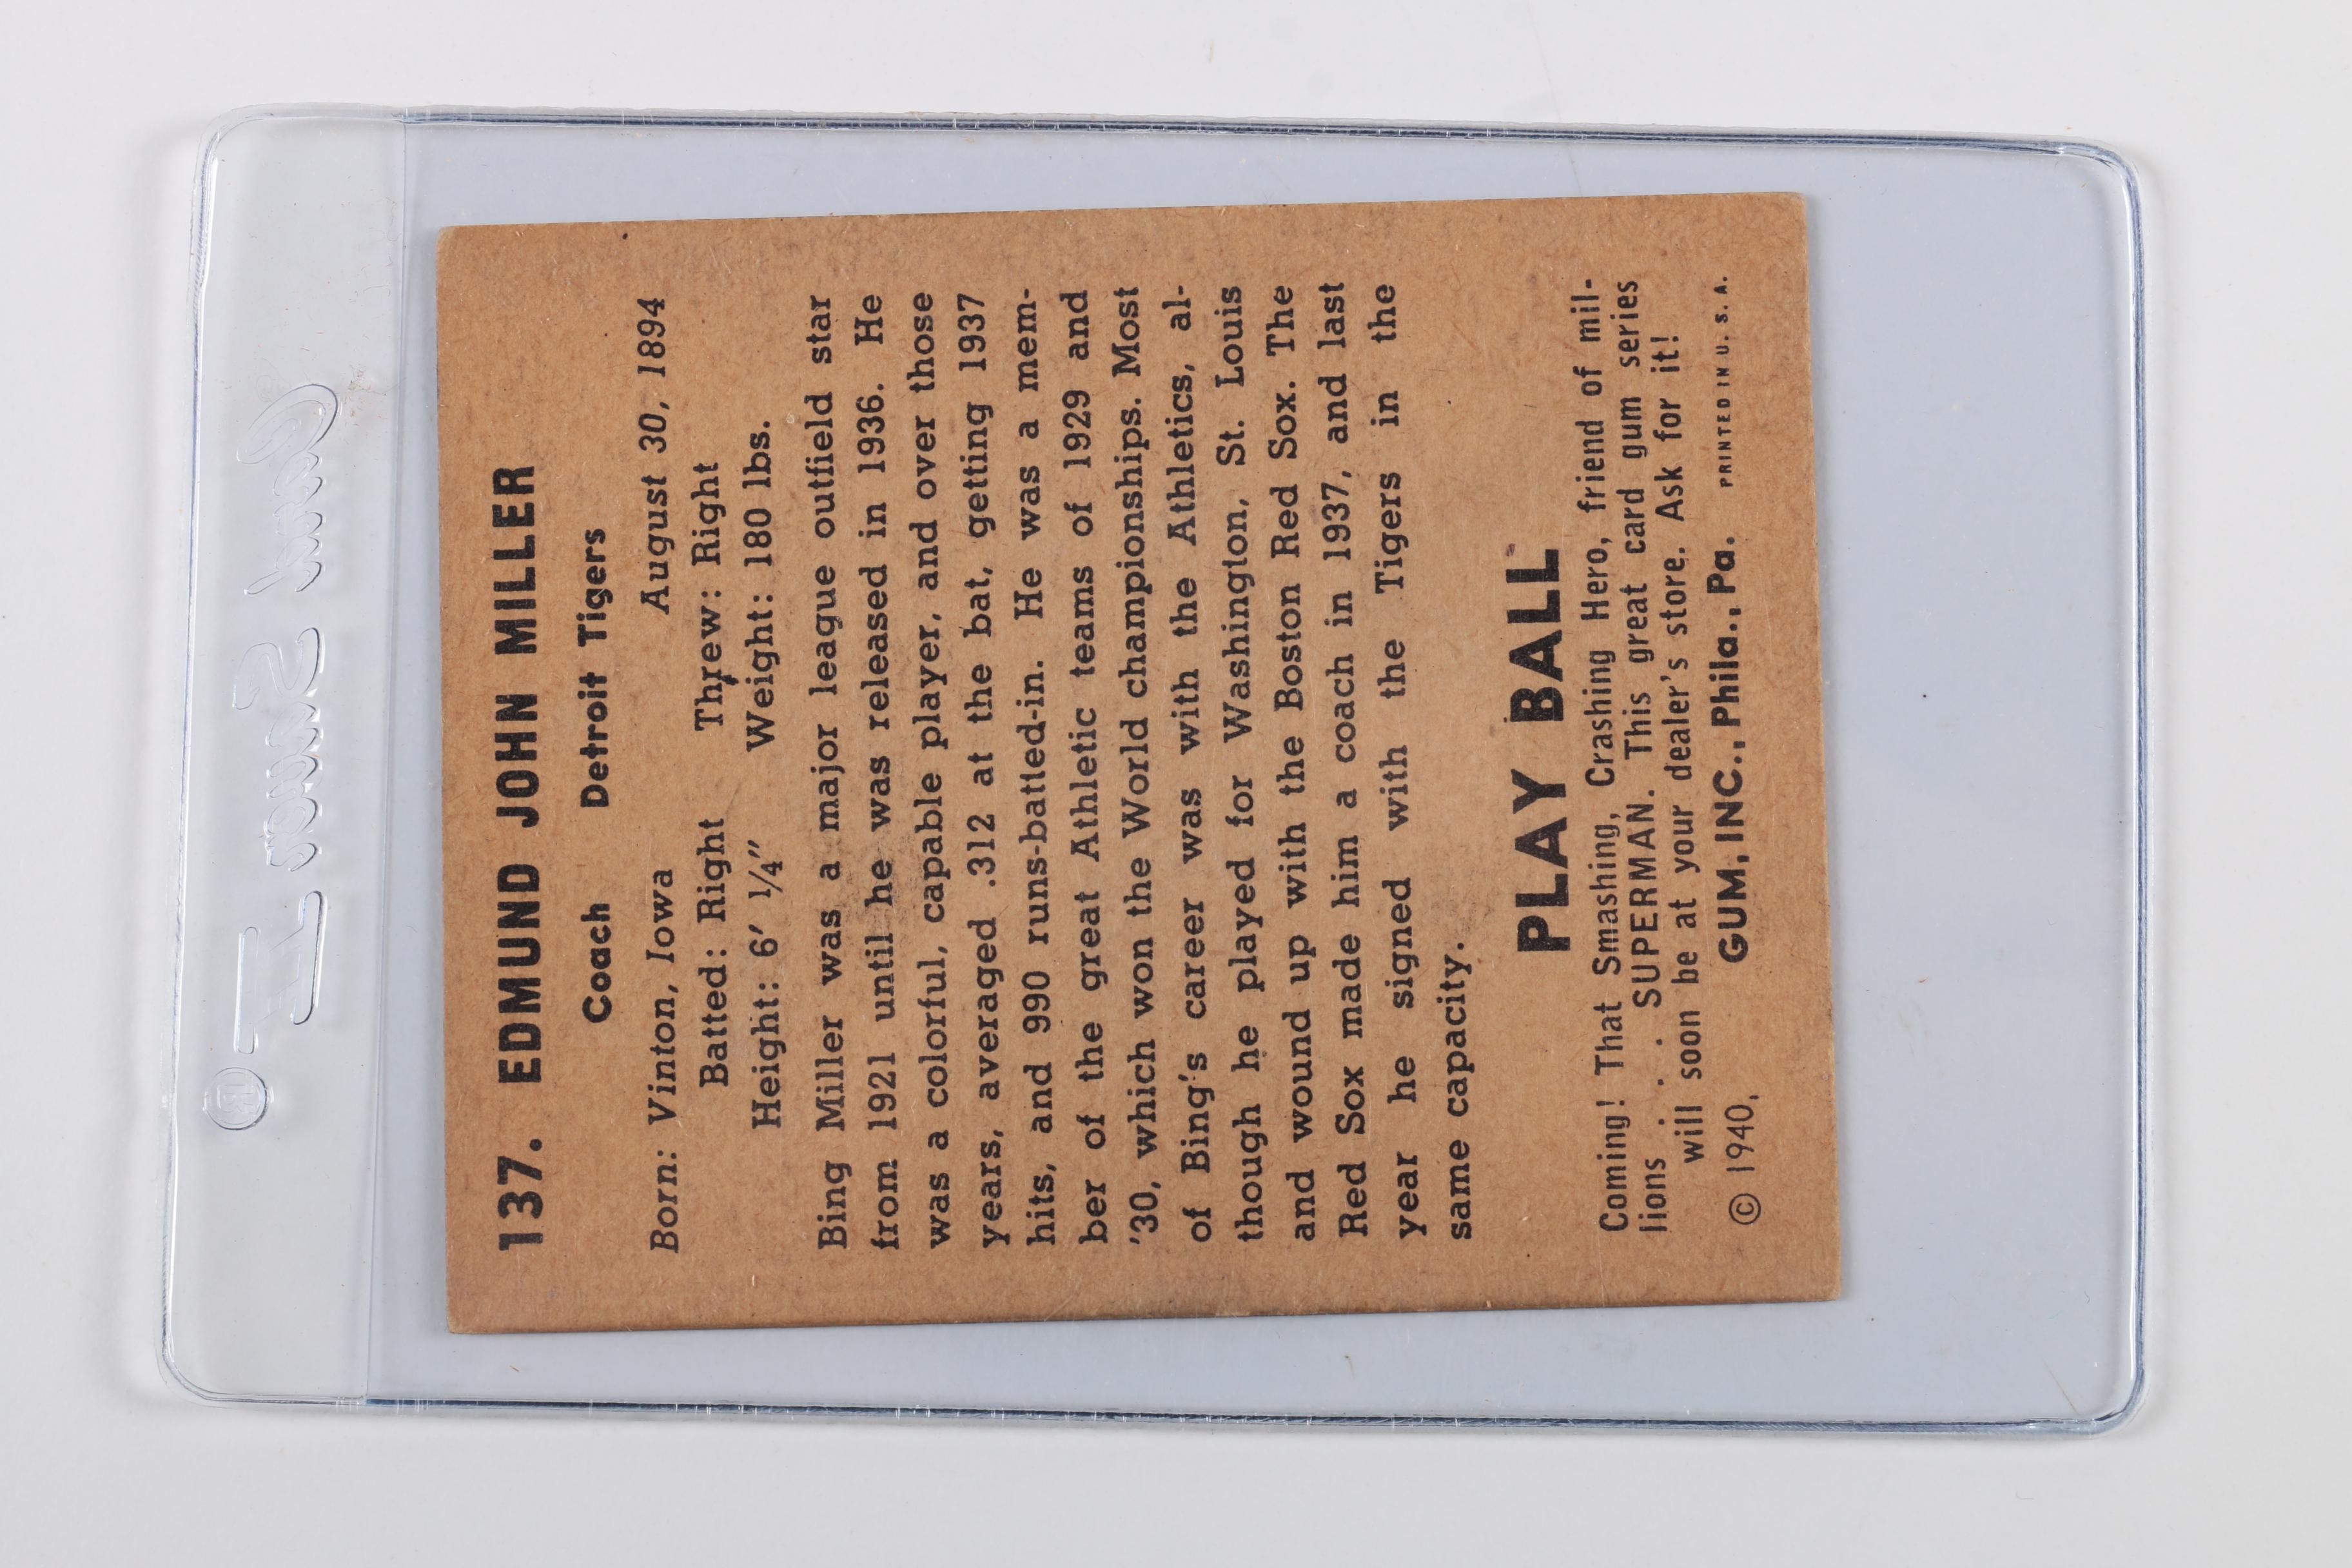 137. EDMUND JOHN MILLER
Coach Detroit Tigers
Born: Vinton, Iowa August 30, 1894
Batted: Right Threw: Right
Height: 6' 1/4" Weight: 180 lbs.
Bing Miller was a major league outfield star
from 1921 until he was released in 1936. He
was a colorful, capable player, and over those
years, averaged .312 at the bat, getting 1937
hits, and 990 runs-batted-in. He was a mem-
ber of the great Athletic teams of 1929 and
'30, which won the World championships. Most
of Bing's career was with the Athletics, al-
though he played for Washington, St. Louis
and wound up with the Boston Red Sox. The
Red Sox made him a coach in 1937, and last
year he signed with the Tigers in the
same capacity.
PLAY BALL
Coming! That Smashing, Crashing Hero, friend of mil-
lions . . . SUPERMAN. This great card gum series
will soon be at your dealer's store. Ask for it!
© 1940, GUM, INC., Phila., Pa. PRINTED IN U. S. A.
Card Saver I
®